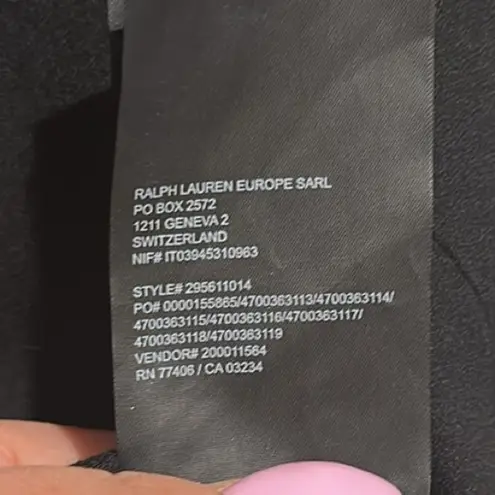 RALPH LAUREN EUROPE SARL
PO BOX 2572
1211 GENEVA 2
SWITZERLAND
NIF# IT03945310963
STYLE# 295611014
PO# 0000155865/4700363113/4700363114/
4700363115/4700363116/4700363117/
4700363118/4700363119
VENDOR# 200011564
RN 77406 / CA 03234